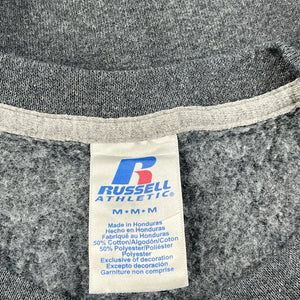 RUSSELL
ATHLETIC®
M • M • M
Made in Honduras
Hecho en Honduras
Fabriqué au Honduras
50% Cotton/Algodón/Coton
50% Polyester/Poliéster
Polyester
Exclusive of decoration
Excepto decoración
Garniture non comprise